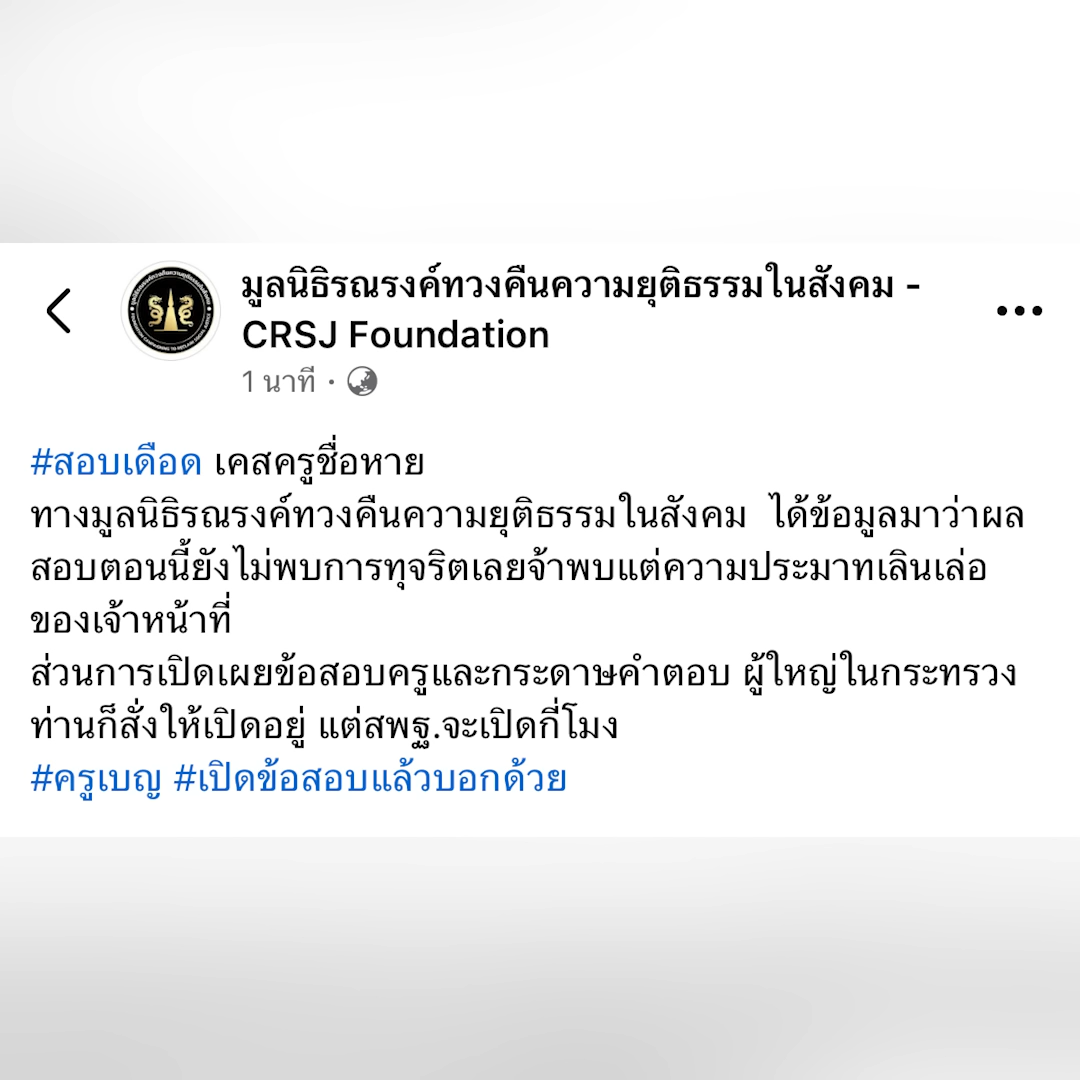 มูลนิธิรณรงค์ทวงคืนความยุติธรรมในสังคม -
CRSJ Foundation
1 นาที ·
#สอบเดือด เคสครูชื่อหาย
ทางมูลนิธิรณรงค์ทวงคืนความยุติธรรมในสังคม ได้ข้อมูลมาว่าผล
สอบตอนนี้ยังไม่พบการทุจริตเลยจ้าพบแต่ความประมาทเลินเล่อ
ของเจ้าหน้าที่
ส่วนการเปิดเผยข้อสอบครูและกระดาษคำตอบ ผู้ใหญ่ในกระทรวง
ท่านก็สั่งให้เปิดอยู่ แต่สพฐ.จะเปิดกี่โมง
#ครูเบญ #เปิดข้อสอบแล้วบอกด้วย